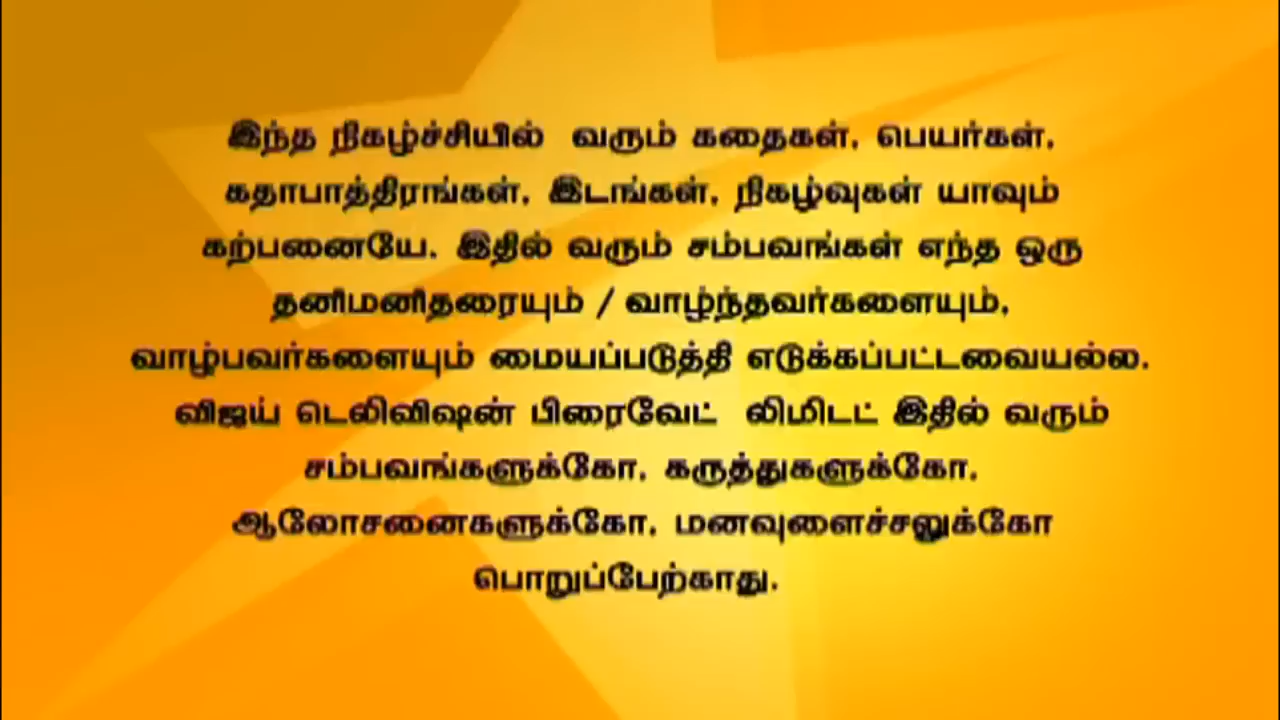 இந்த நிகழ்ச்சியில் வரும் கதைகள், பெயர்கள்,
கதாபாத்திரங்கள், இடங்கள், நிகழ்வுகள் யாவும்
கற்பனையே. இதில் வரும் சம்பவங்கள் எந்த ஒரு
தனிமனிதரையும் / வாழ்ந்தவர்களையும்,
வாழ்பவர்களையும் மையப்படுத்தி எடுக்கப்பட்டவையல்ல.
விஜய் டெலிவிஷன் பிரைவேட் லிமிடட் இதில் வரும்
சம்பவங்களுக்கோ, கருத்துகளுக்கோ,
ஆலோசனைகளுக்கோ, மனவுளைச்சலுக்கோ
பொறுப்பேற்காது.